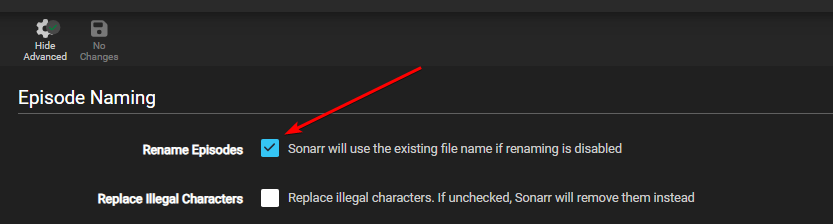 Hide
Advanced
No
Changes
Episode Naming
Rename Episodes
Sonarr will use the existing file name if renaming is disabled
Replace Illegal Characters
Replace illegal characters. If unchecked, Sonarr will remove them instead